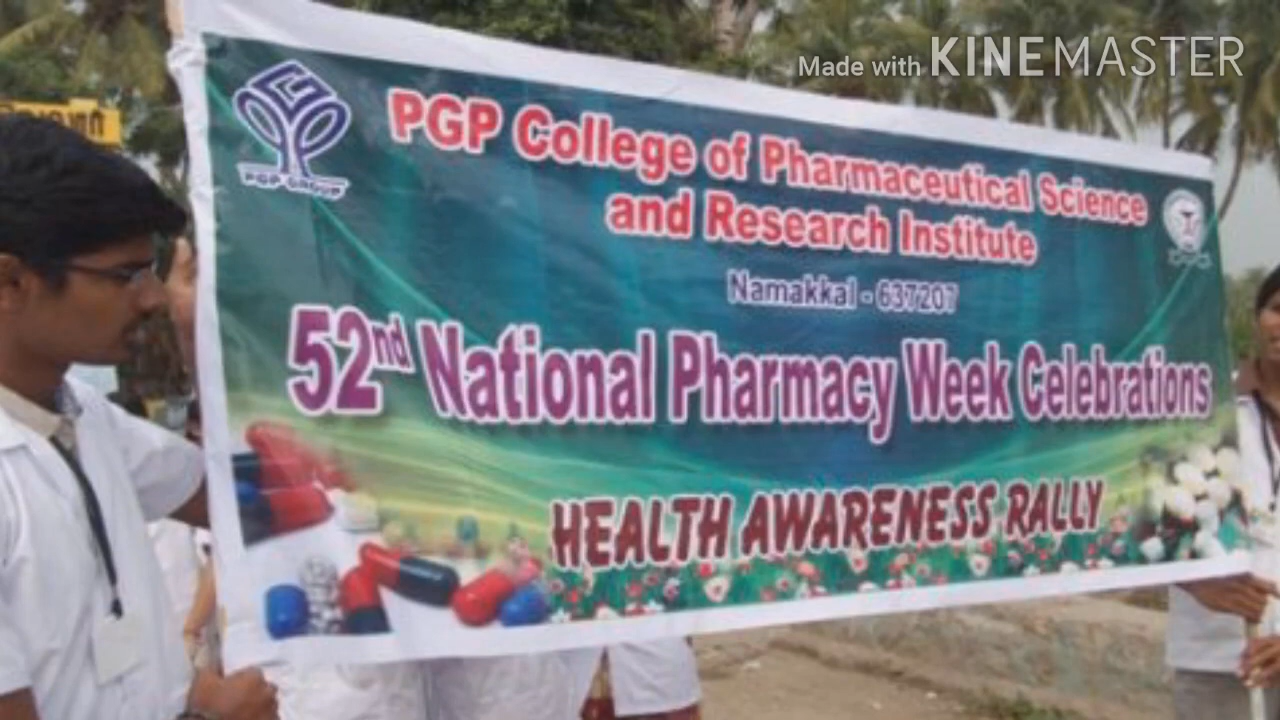 Made with KINEMASTER
PGP GROUP
PGP College of Pharmaceutical Science
and Research Institute
Namakkal - 637207
52nd National Pharmacy Week Celebrations
HEALTH AWARENESS RALLY